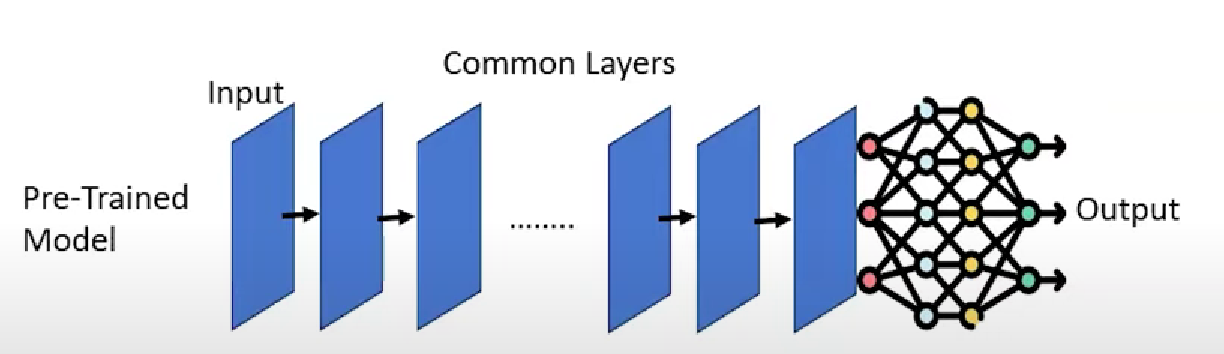 Common Layers
Input
Pre-Trained
Model
........
Output